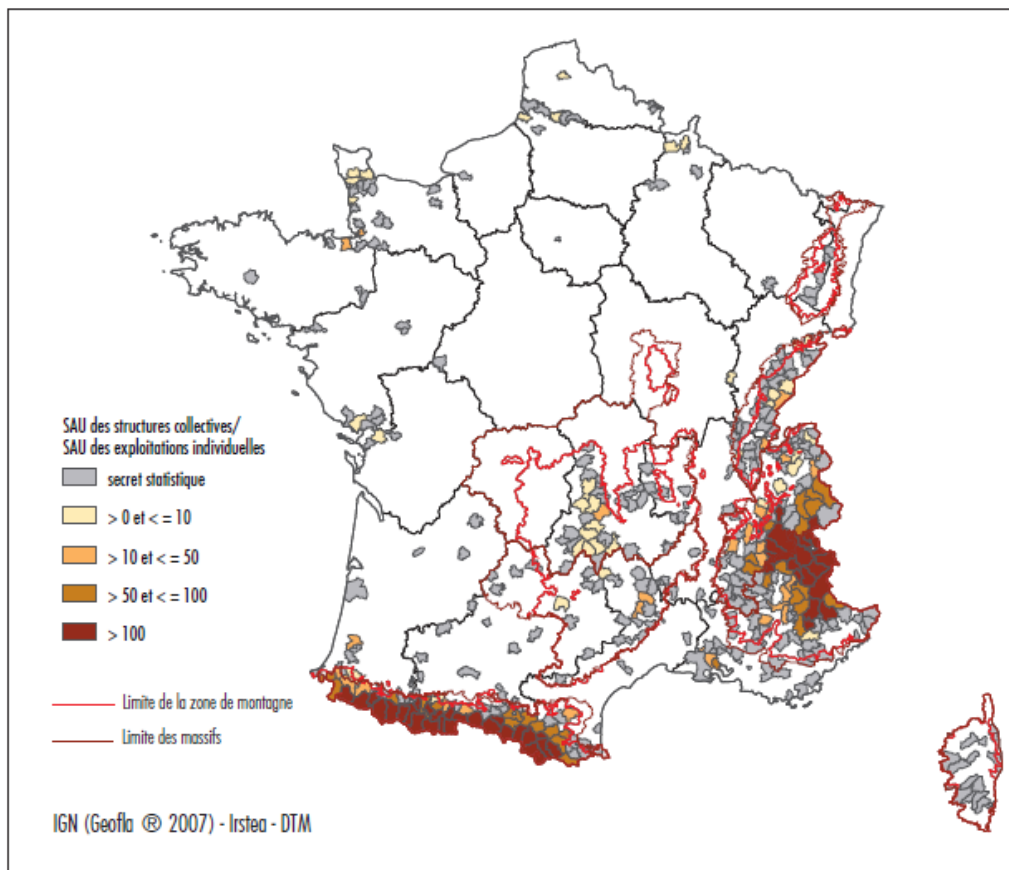 SAU des structures collectives/
SAU des exploitations individuelles
secret statistique
> 0 et < = 10
> 10 et < = 50
> 50 et < = 100
> 100
Limite de la zone de montagne
Limite des massifs
IGN (Geofla ® 2007) - Irstea - DTM